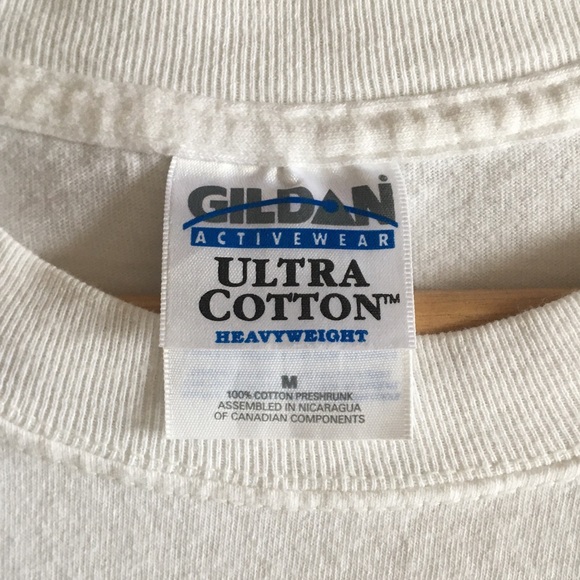 GILDAN
ACTIVEWEAR
ULTRA
COTTON™
HEAVYWEIGHT
M
100% COTTON PRESHRUNK
ASSEMBLED IN NICARAGUA
OF CANADIAN COMPONENTS